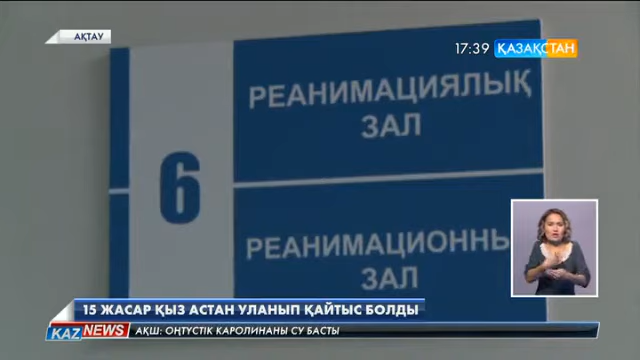 АҚТАУ
17:39 ҚАЗАҚСТАН
6
РЕАНИМАЦИЯЛЫҚ
ЗАЛ
РЕАНИМАЦИОННЫ
ЗАЛ
15 ЖАСАР ҚЫЗ АСТАН УЛАНЫП ҚАЙТЫС БОЛДЫ
KAZ NEWS АҚШ: ОҢТҮСТІК КАРОЛИНАНЫ СУ БАСТЫ